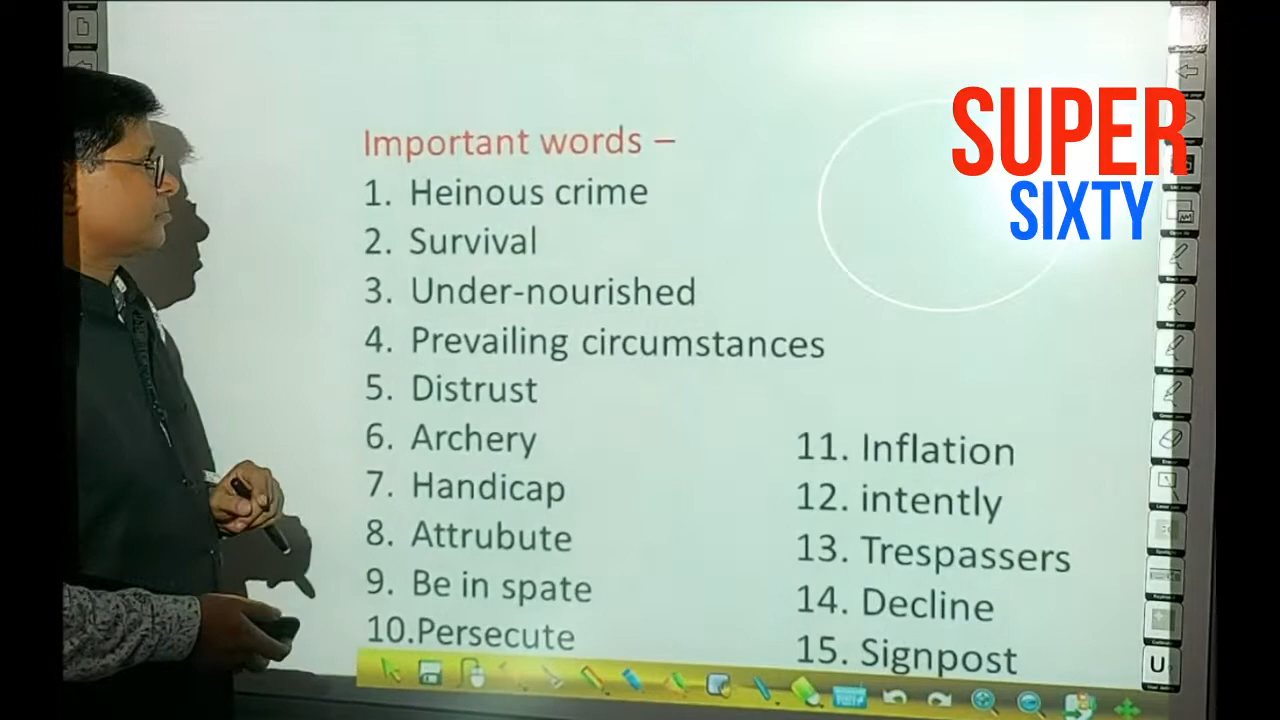 SUPER
SIXTY
Important words –
1. Heinous crime
2. Survival
3. Under-nourished
4. Prevailing circumstances
5. Distrust
6. Archery
7. Handicap
8. Attrubute
9. Be in spate
10.Persecute
11. Inflation
12. intently
13. Trespassers
14. Decline
15. Signpost
U